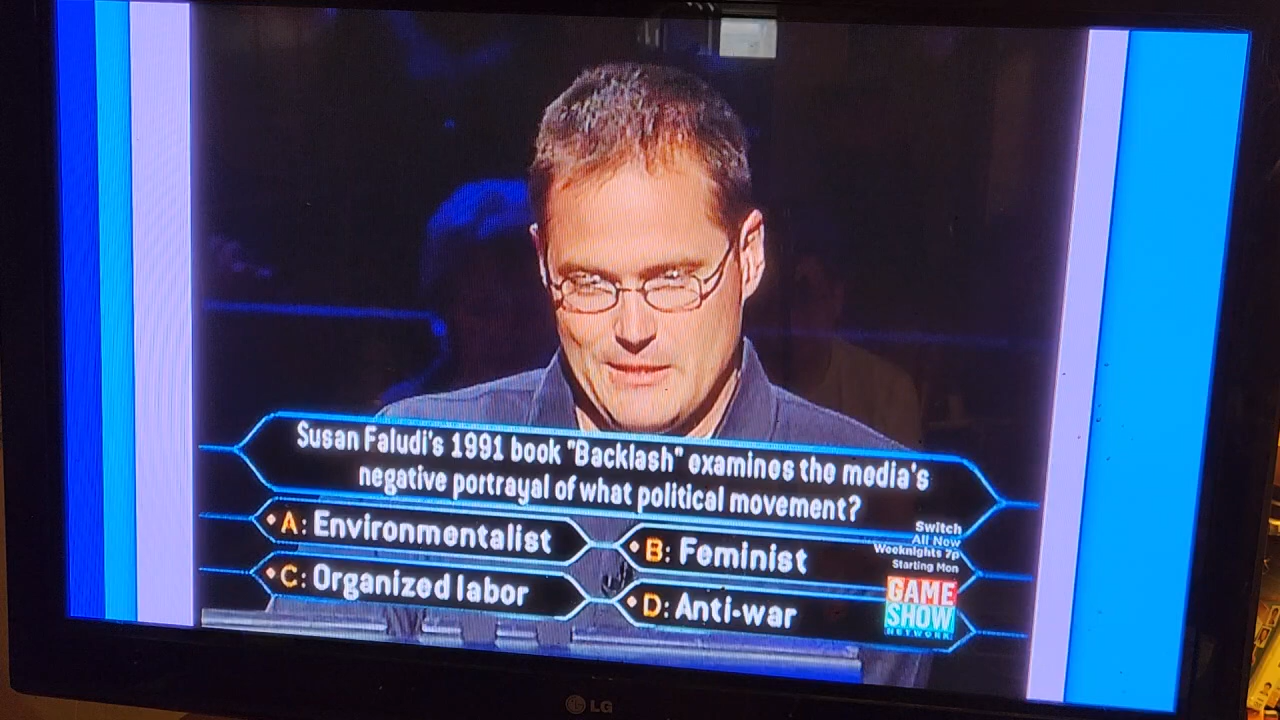 Susan Faludi's 1991 book "Backlash" examines the media's
negative portrayal of what political movement?
A: Environmentalist
B: Feminist
C: Organized labor
D: Anti-war
Switch
All Now
Weeknights 7p
Starting Mon
GAME
SHOW
NETWORK
LG